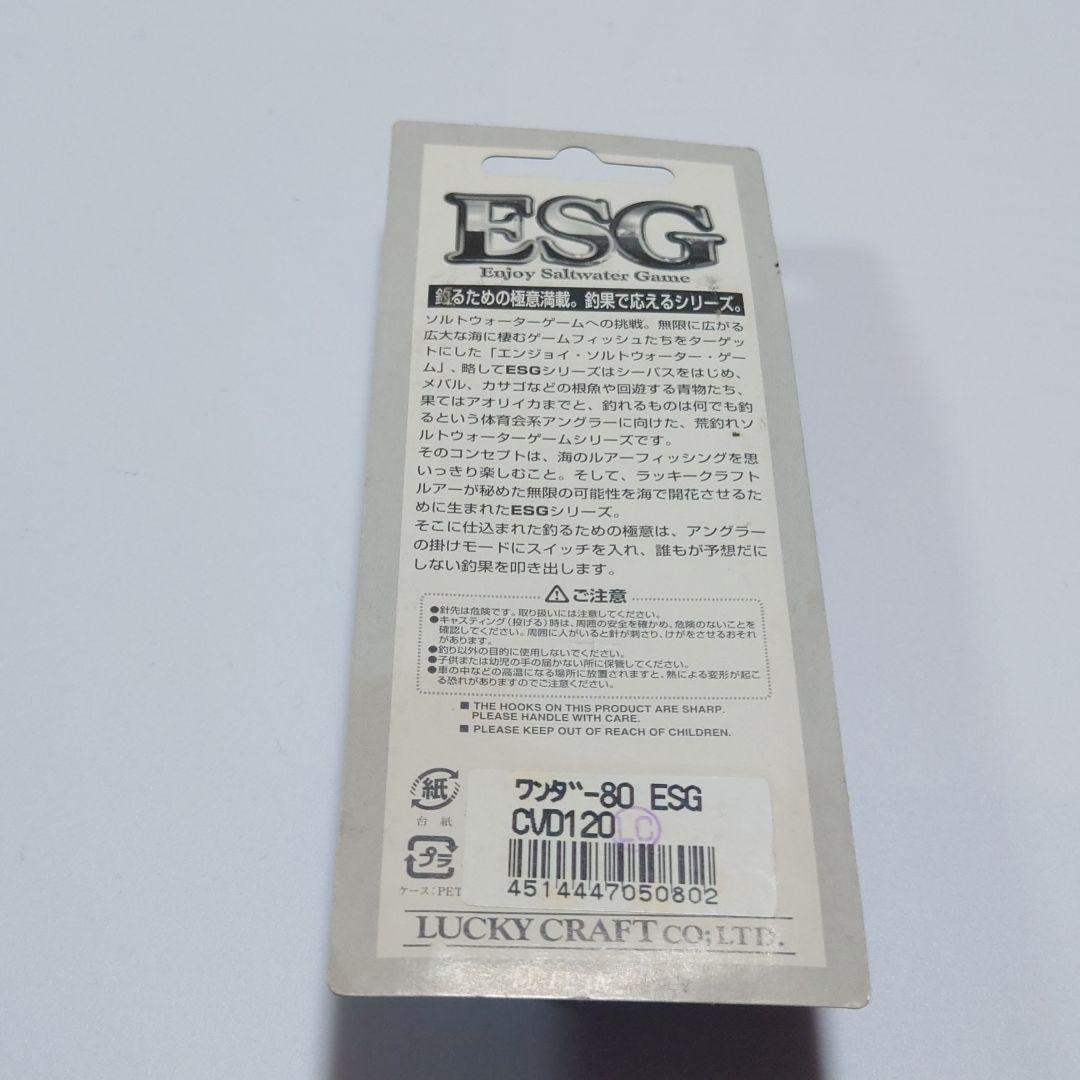 ESG
Enjoy Saltwater Game
釣るための極意満載。釣果で応えるシリーズ。
ソルトウォーターゲームへの挑戦。無限に広がる
広大な海に棲むゲームフィッシュたちをターゲッ
トにした「エンジョイ・ソルトウォーター・ゲー
ム」、略してESGシリーズはシーバスをはじめ、
メバル、カサゴなどの根魚や回遊する青物たち、
果てはアオリイカまでと、釣れるものは何でも釣
るという体育会系アングラーに向けた、荒釣れソ
ルトウォーターゲームシリーズです。
そのコンセプトは、海のルアーフィッシングを思
いっきり楽しむこと。そして、ラッキークラフト
ルアーが秘めた無限の可能性を海で開花させるた
めに生まれたESGシリーズ。
そこに仕込まれた釣るための極意は、アングラー
の掛けモードにスイッチを入れ、誰もが予想だに
しない釣果を叩き出します。
⚠ご注意
●針先は危険です。取り扱いには注意してください。
●キャスティング(投げる)時は、周囲の安全を確かめ、危険のないことを
確認してください。周囲に人がいると針が刺さり、けがをさせるおそれ
があります。
●釣り以外の目的に使用しないでください。
●子供または幼児の手の届かない所に保管してください。
●車の中などの高温になる場所に放置されますと、熱による変形が起こ
る恐れがありますのでご注意ください。
■ THE HOOKS ON THIS PRODUCT ARE SHARP.
PLEASE HANDLE WITH CARE.
■ PLEASE KEEP OUT OF REACH OF CHILDREN.
紙
台紙
プラ
ケース:PET
ワンダー80 ESG
CVD120 LC
4514447050802
LUCKY CRAFT CO;LTD.